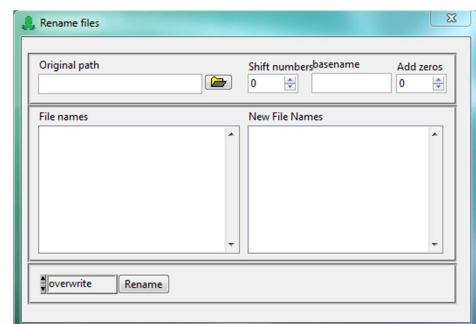 Rename files
Original path
Shift numbers basename Add zeros
0 0
File names New File Names
overwrite Rename